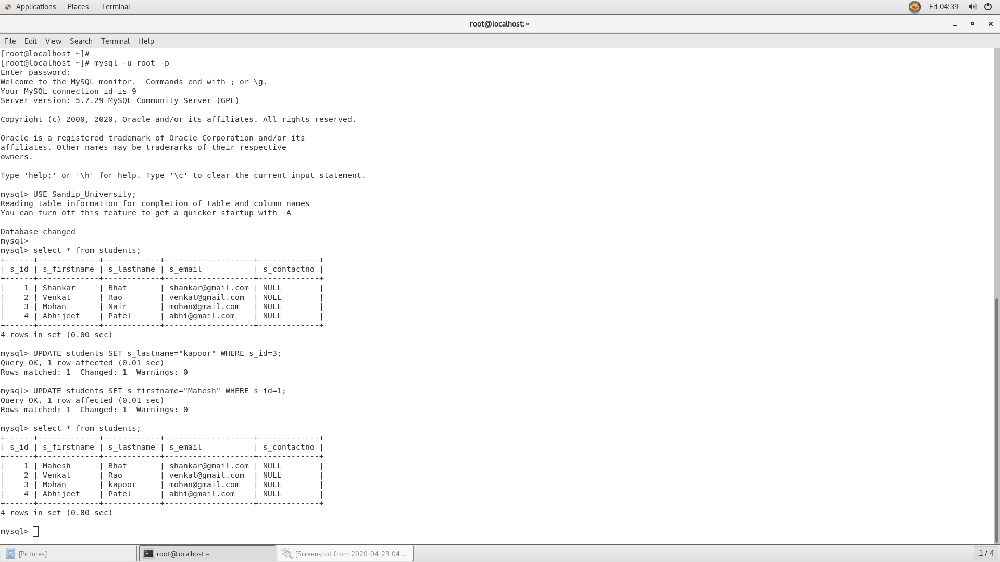 Applications Places Terminal Fri 04:39
root@localhost:~
File Edit View Search Terminal Help
[root@localhost ~]#
[root@localhost ~]# mysql -u root -p
Enter password:
Welcome to the MySQL monitor.  Commands end with ; or \g.
Your MySQL connection id is 9
Server version: 5.7.29 MySQL Community Server (GPL)

Copyright (c) 2000, 2020, Oracle and/or its affiliates. All rights reserved.

Oracle is a registered trademark of Oracle Corporation and/or its
affiliates. Other names may be trademarks of their respective
owners.

Type 'help;' or '\h' for help. Type '\c' to clear the current input statement.

mysql> USE Sandip_University;
Reading table information for completion of table and column names
You can turn off this feature to get a quicker startup with -A

Database changed
mysql>
mysql> select * from students;
+------+-------------+------------+-------------------+-------------+
| s_id | s_firstname | s_lastname | s_email           | s_contactno |
+------+-------------+------------+-------------------+-------------+
|    1 | Shankar     | Bhat       | shankar@gmail.com | NULL        |
|    2 | Venkat      | Rao        | venkat@gmail.com  | NULL        |
|    3 | Mohan       | Nair       | mohan@gmail.com   | NULL        |
|    4 | Abhijeet    | Patel      | abhi@gmail.com    | NULL        |
+------+-------------+------------+-------------------+-------------+
4 rows in set (0.00 sec)

mysql> UPDATE students SET s_lastname="kapoor" WHERE s_id=3;
Query OK, 1 row affected (0.01 sec)
Rows matched: 1  Changed: 1  Warnings: 0

mysql> UPDATE students SET s_firstname="Mahesh" WHERE s_id=1;
Query OK, 1 row affected (0.01 sec)
Rows matched: 1  Changed: 1  Warnings: 0

mysql> select * from students;
+------+-------------+------------+-------------------+-------------+
| s_id | s_firstname | s_lastname | s_email           | s_contactno |
+------+-------------+------------+-------------------+-------------+
|    1 | Mahesh      | Bhat       | shankar@gmail.com | NULL        |
|    2 | Venkat      | Rao        | venkat@gmail.com  | NULL        |
|    3 | Mohan       | kapoor     | mohan@gmail.com   | NULL        |
|    4 | Abhijeet    | Patel      | abhi@gmail.com    | NULL        |
+------+-------------+------------+-------------------+-------------+
4 rows in set (0.00 sec)

mysql>
[Pictures] root@localhost:~ [Screenshot from 2020-04-23 04-... 1 / 4